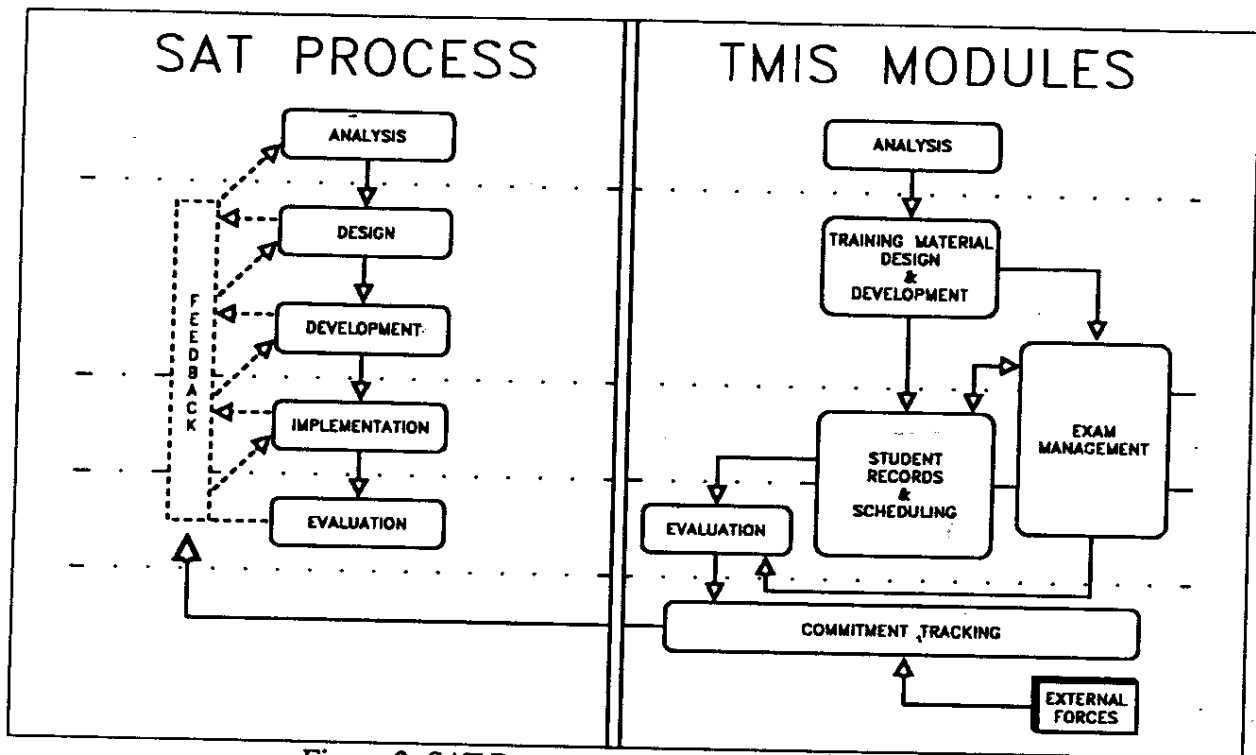 SAT PROCESS
ANALYSIS
DESIGN
DEVELOPMENT
IMPLEMENTATION
EVALUATION
FEEDBACK
TMIS MODULES
ANALYSIS
TRAINING MATERIAL
DESIGN
&
DEVELOPMENT
EXAM
MANAGEMENT
STUDENT
RECORDS
&
SCHEDULING
EVALUATION
COMMITMENT TRACKING
EXTERNAL
FORCES